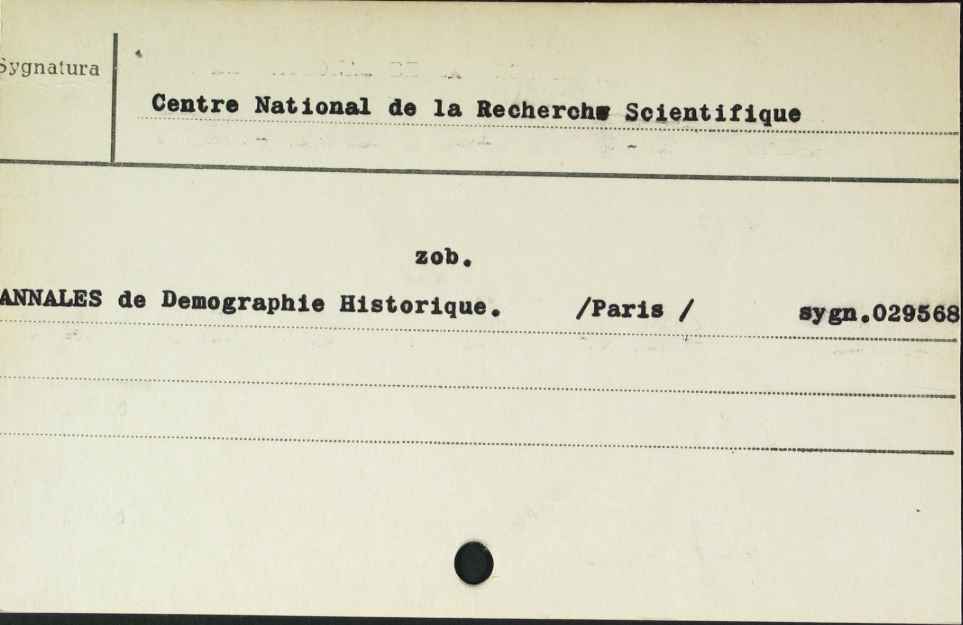 Sygnatura
Centre National de la Recherche Scientifique
zob.
ANNALES de Demographie Historique. /Paris / sygn.029568